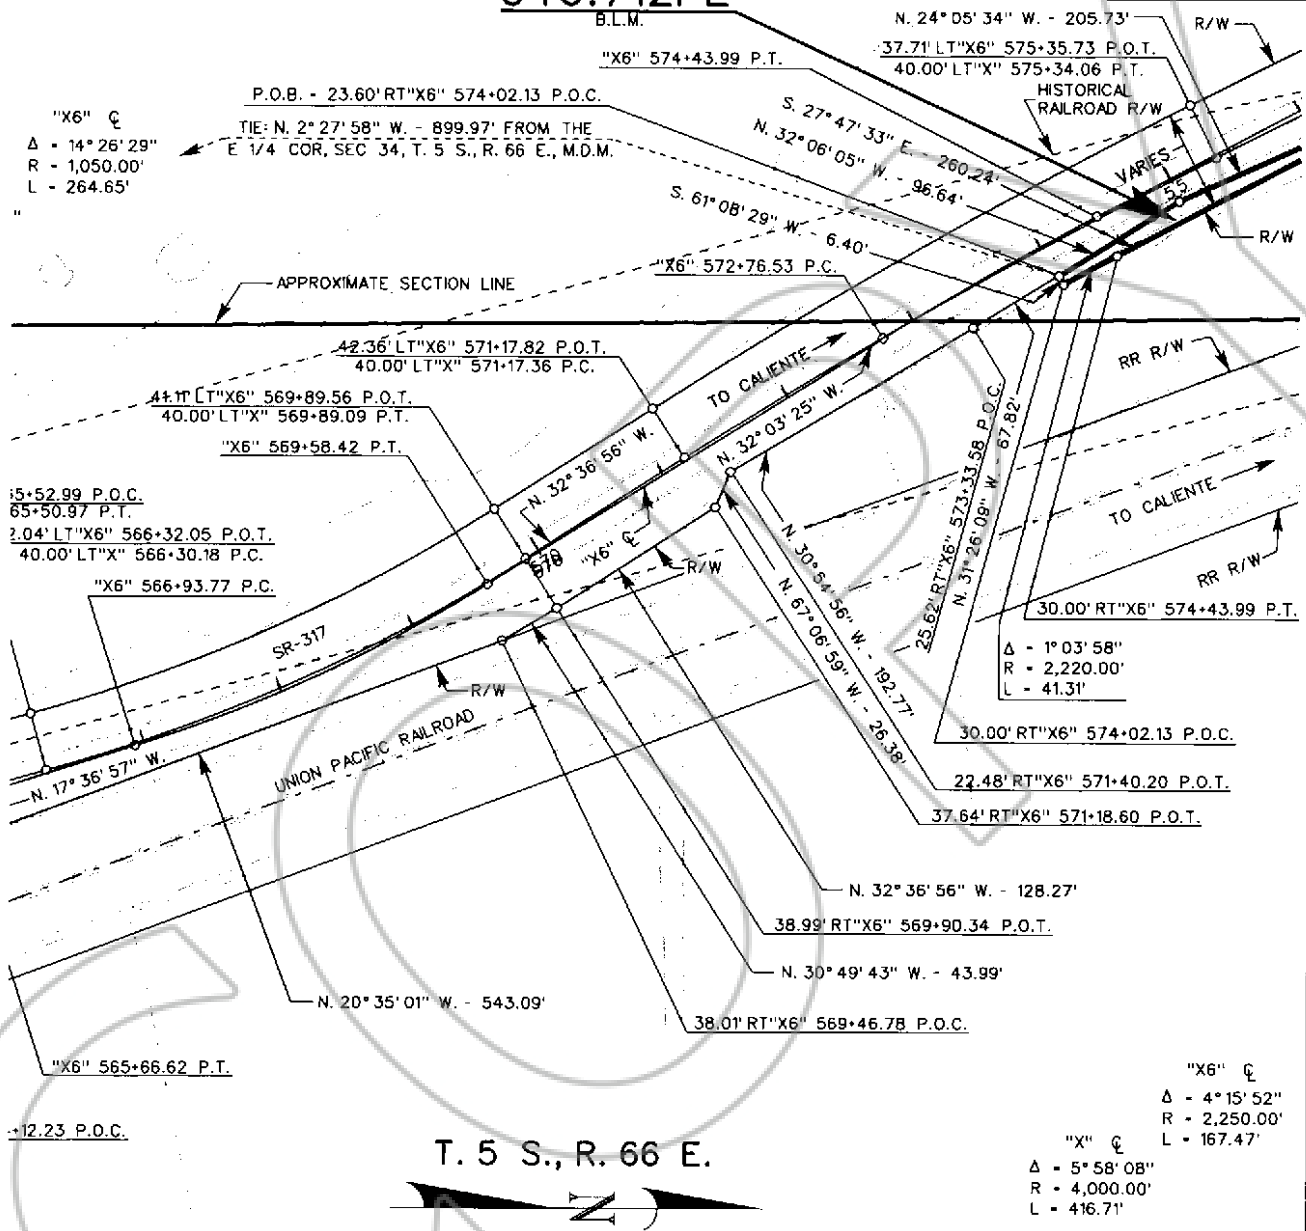 B.L.M.
N. 24° 05' 34" W. - 205.73'
R/W
"X6" 574+43.99 P.T.
37.71' LT"X6" 575+35.73 P.O.T.
40.00' LT"X" 575+34.06 P.T.
HISTORICAL
RAILROAD R/W
P.O.B. - 23.60' RT"X6" 574+02.13 P.O.C.
TIE: N. 2° 27' 58" W. - 899.97' FROM THE
E 1/4 COR, SEC 34, T. 5 S., R. 66 E., M.D.M.
"X6" ℄
Δ - 14° 26' 29"
R - 1,050.00'
L - 264.65'
"
S. 27° 47' 33" E. - 260.24'
N. 32° 06' 05" W. - 96.64'
S. 61° 08' 29" W. - 6.40'
VARIES
55
R/W
"X6" 572+76.53 P.C.
APPROXIMATE SECTION LINE
42.36' LT"X6" 571+17.82 P.O.T.
40.00' LT"X" 571+17.36 P.C.
TO CALIENTE
RR R/W
41.11' LT"X6" 569+89.56 P.O.T.
40.00' LT"X" 569+89.09 P.T.
N. 32° 03' 25" W.
"X6" 569+58.42 P.T.
N. 32° 36' 56" W.
25.62' RT"X6" 573+33.58 P.O.C.
N. 31° 26' 09" W. - 67.82'
TO CALIENTE
RR R/W
5+52.99 P.O.C.
65+50.97 P.T.
2.04' LT"X6" 566+32.05 P.O.T.
40.00' LT"X" 566+30.18 P.C.
"X6" 566+93.77 P.C.
570
"X6" ℄
R/W
N. 30° 54' 56" W. - 192.77'
N. 67° 06' 59" W. - 26.38'
30.00' RT"X6" 574+43.99 P.T.
Δ - 1° 03' 58"
R - 2,220.00'
L - 41.31'
SR-317
R/W
30.00' RT"X6" 574+02.13 P.O.C.
UNION PACIFIC RAILROAD
N. 17° 36' 57" W.
22.48' RT"X6" 571+40.20 P.O.T.
37.64' RT"X6" 571+18.60 P.O.T.
N. 32° 36' 56" W. - 128.27'
38.99' RT"X6" 569+90.34 P.O.T.
N. 30° 49' 43" W. - 43.99'
N. 20° 35' 01" W. - 543.09'
38.01' RT"X6" 569+46.78 P.O.C.
"X6" 565+66.62 P.T.
+12.23 P.O.C.
"X6" ℄
Δ - 4° 15' 52"
R - 2,250.00'
L - 167.47'
"X" ℄
Δ - 5° 58' 08"
R - 4,000.00'
L - 416.71'
T. 5 S., R. 66 E.
N